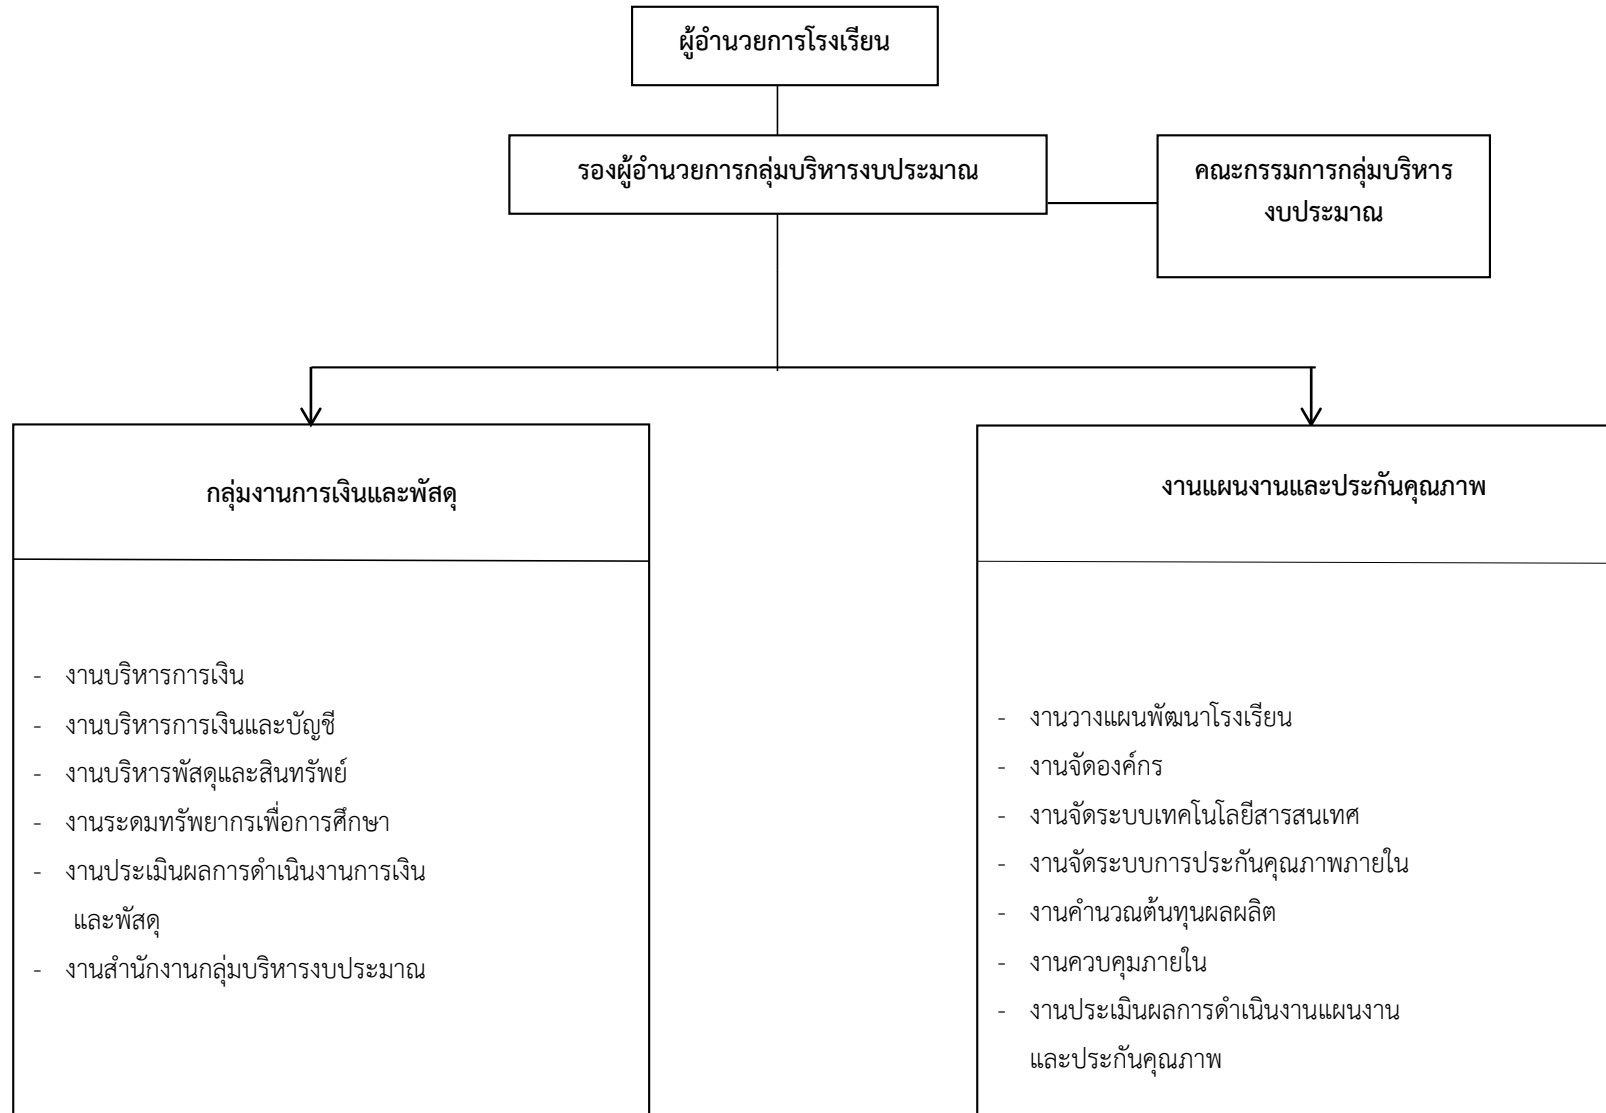 ผู้อำนวยการโรงเรียน
รองผู้อำนวยการกลุ่มบริหารงบประมาณ
คณะกรรมการกลุ่มบริหาร
งบประมาณ
กลุ่มงานการเงินและพัสดุ
- งานบริหารการเงิน
- งานบริหารการเงินและบัญชี
- งานบริหารพัสดุและสินทรัพย์
- งานระดมทรัพยากรเพื่อการศึกษา
- งานประเมินผลการดำเนินงานการเงิน
และพัสดุ
- งานสำนักงานกลุ่มบริหารงบประมาณ
งานแผนงานและประกันคุณภาพ
- งานวางแผนพัฒนาโรงเรียน
- งานจัดองค์กร
- งานจัดระบบเทคโนโลยีสารสนเทศ
- งานจัดระบบการประกันคุณภาพภายใน
- งานคำนวณต้นทุนผลผลิต
- งานควบคุมภายใน
- งานประเมินผลการดำเนินงานแผนงาน
และประกันคุณภาพ